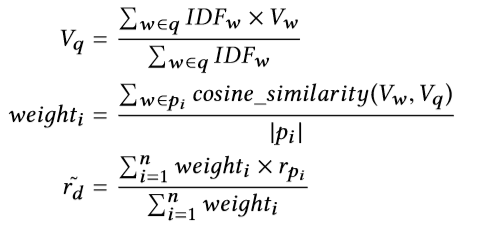 V_q = \frac{\sum_{w \in q} IDF_w \times V_w}{\sum_{w \in q} IDF_w}
weight_i = \frac{\sum_{w \in p_i} cosine\_similarity(V_w, V_q)}{|p_i|}
\tilde{r_d} = \frac{\sum_{i=1}^{n} weight_i \times r_{p_i}}{\sum_{i=1}^{n} weight_i}